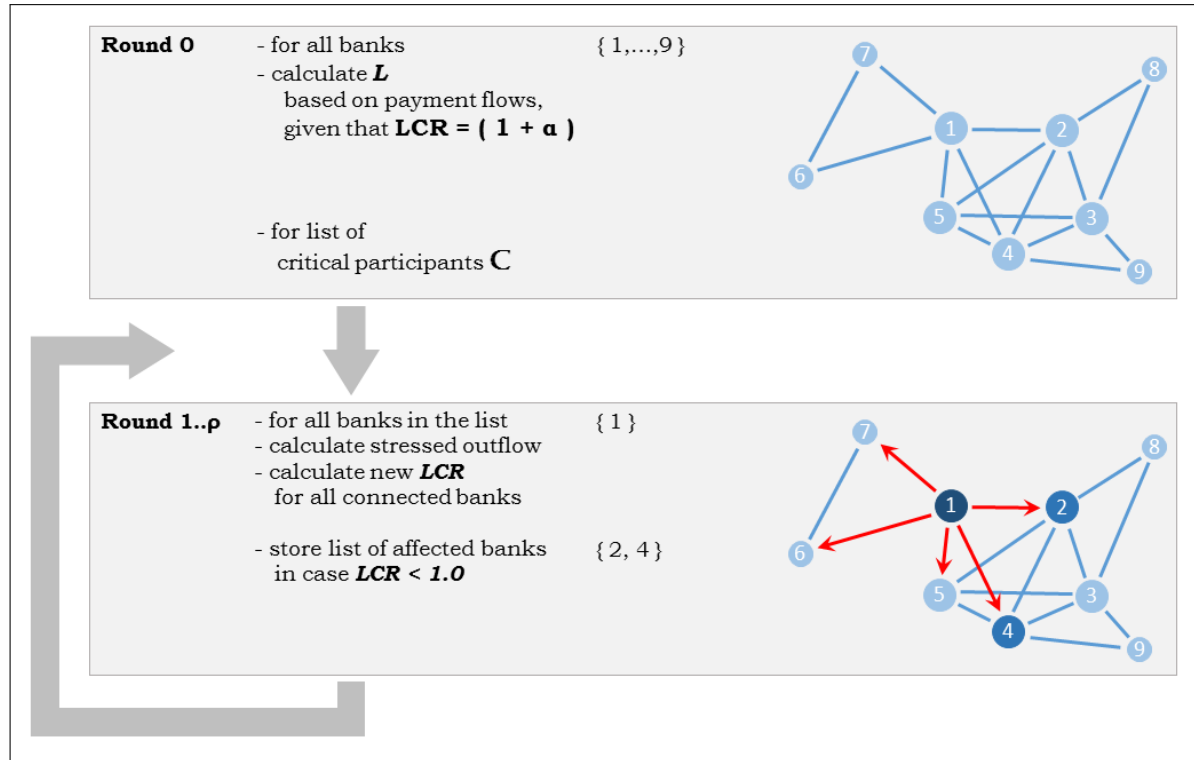 Round 0 - for all banks { 1,...,9 }
- calculate L
based on payment flows,
given that LCR = ( 1 + α )
- for list of
critical participants C
7
8
1
2
6
5
3
4
9
Round 1..ρ - for all banks in the list { 1 }
- calculate stressed outflow
- calculate new LCR
for all connected banks
- store list of affected banks { 2, 4 }
in case LCR < 1.0
7
8
1
2
6
5
3
4
9